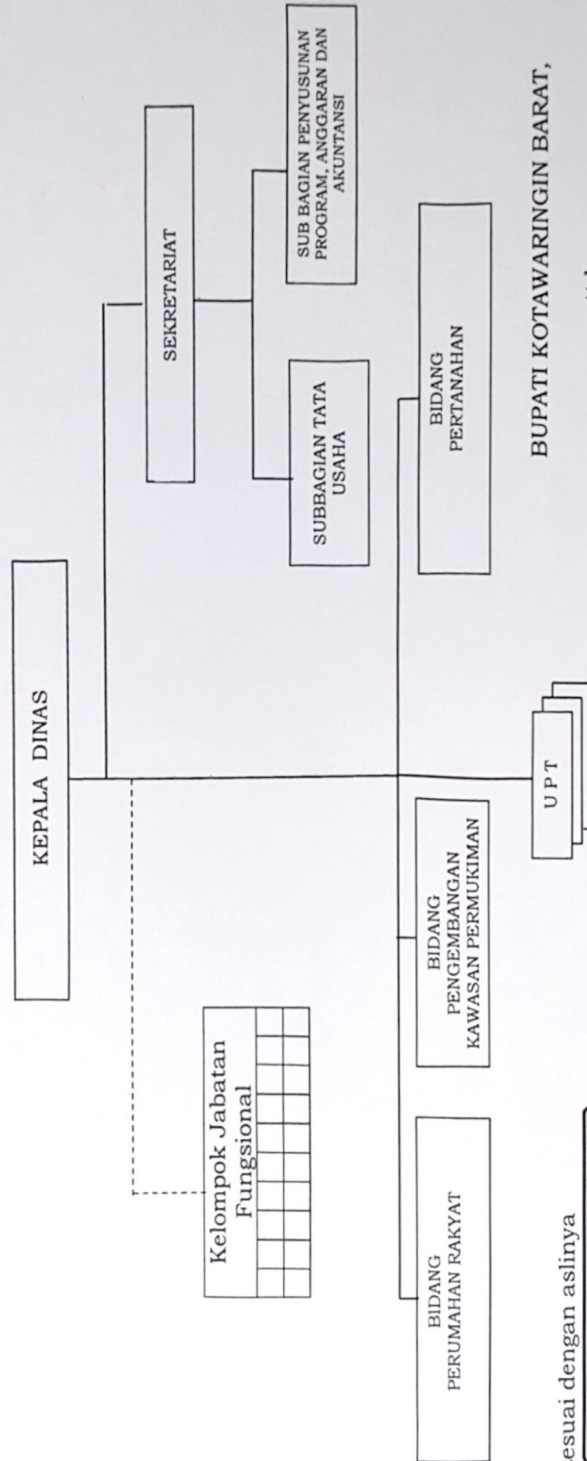 KEPALA DINAS
SEKRETARIAT
Kelompok Jabatan
Fungsional
SUBBAGIAN TATA
USAHA
SUB BAGIAN PENYUSUNAN
PROGRAM, ANGGARAN DAN
AKUNTANSI
BIDANG
PERUMAHAN RAKYAT
BIDANG
PENGEMBANGAN
KAWASAN PERMUKIMAN
BIDANG
PERTANAHAN
U P T
BUPATI KOTAWARINGIN BARAT,
esuai dengan aslinya